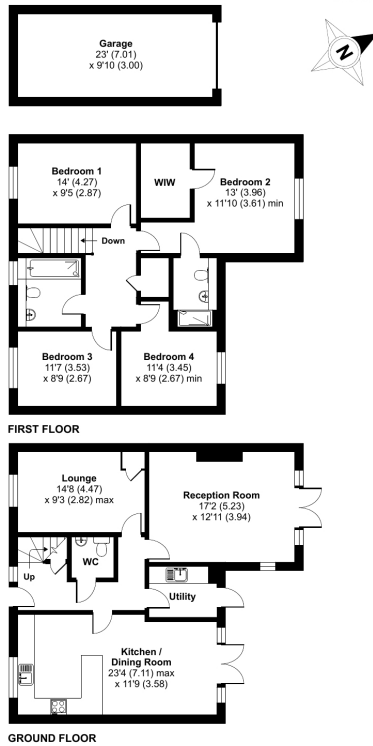 Garage
23' (7.01)
x 9'10 (3.00)
N
Bedroom 1
14' (4.27)
x 9'5 (2.87)
WIW
Bedroom 2
13' (3.96)
x 11'10 (3.61) min
Down
Bedroom 3
11'7 (3.53)
x 8'9 (2.67)
Bedroom 4
11'4 (3.45)
x 8'9 (2.67) min
FIRST FLOOR
Lounge
14'8 (4.47)
x 9'3 (2.82) max
Reception Room
17'2 (5.23)
x 12'11 (3.94)
Up
WC
Utility
Kitchen /
Dining Room
23'4 (7.11) max
x 11'9 (3.58)
GROUND FLOOR